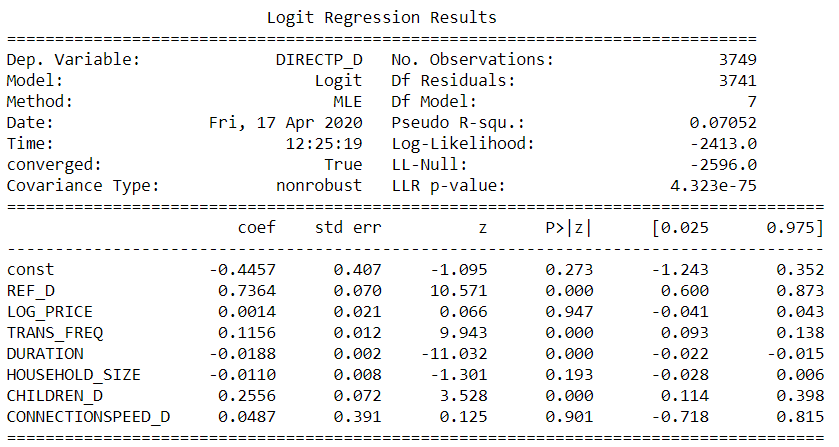 Logit Regression Results
==============================================================================
Dep. Variable: DIRECTP_D No. Observations: 3749
Model: Logit Df Residuals: 3741
Method: MLE Df Model: 7
Date: Fri, 17 Apr 2020 Pseudo R-squ.: 0.07052
Time: 12:25:19 Log-Likelihood: -2413.0
converged: True LL-Null: -2596.0
Covariance Type: nonrobust LLR p-value: 4.323e-75
=====================================================================================
coef std err z P>|z| [0.025 0.975]
-------------------------------------------------------------------------------------
const -0.4457 0.407 -1.095 0.273 -1.243 0.352
REF_D 0.7364 0.070 10.571 0.000 0.600 0.873
LOG_PRICE 0.0014 0.021 0.066 0.947 -0.041 0.043
TRANS_FREQ 0.1156 0.012 9.943 0.000 0.093 0.138
DURATION -0.0188 0.002 -11.032 0.000 -0.022 -0.015
HOUSEHOLD_SIZE -0.0110 0.008 -1.301 0.193 -0.028 0.006
CHILDREN_D 0.2556 0.072 3.528 0.000 0.114 0.398
CONNECTIONSPEED_D 0.0487 0.391 0.125 0.901 -0.718 0.815
=====================================================================================